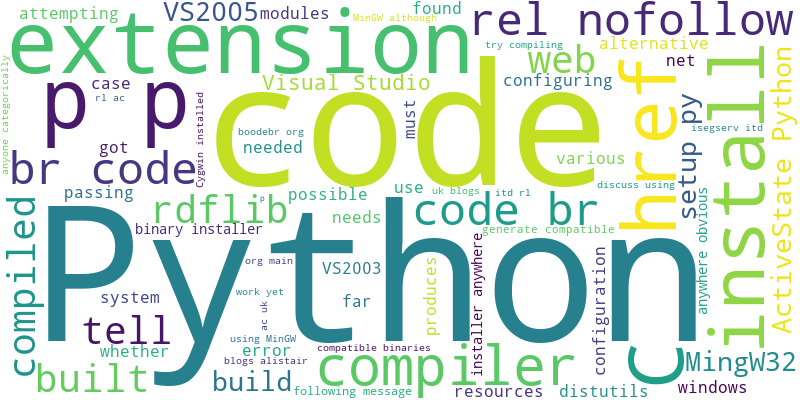 attempting
VS2005
modules
MinGW although
found
rel nofollow
extension
try compiling
alternative
web
net
anyone categorically
case
rl ac
Visual Studio
configuring
href
install
ActiveState Python
p p
code
must
setup py
got
Cygwin installed
boodebr org
needed
various
isegserv itd
br code
passing
rdflib
possible
use
uk blogs
itd rl
discuss using
p
compiled
Python
binary installer
needs
code br
generate compatible
anywhere obvious
org main
VS2003
produces
installer anywhere
configuration
C
system
work yet
far
tell
ac uk
whether
using MinGW
error
compatible binaries
MingW32
built
build
blogs alistair
compiler
following message
resources
distutils
windows